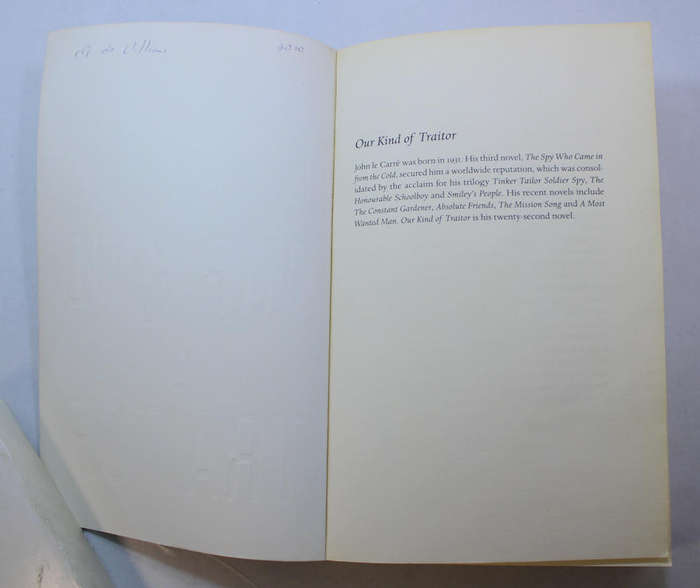 Our Kind of Traitor
John le Carré was born in 1931. His third novel, The Spy Who Came in
from the Cold, secured him a worldwide reputation, which was consol-
idated by the acclaim for his trilogy Tinker Tailor Soldier Spy, The
Honourable Schoolboy and Smiley's People. His recent novels include
The Constant Gardener, Absolute Friends, The Mission Song and A Most
Wanted Man. Our Kind of Traitor is his twenty-second novel.